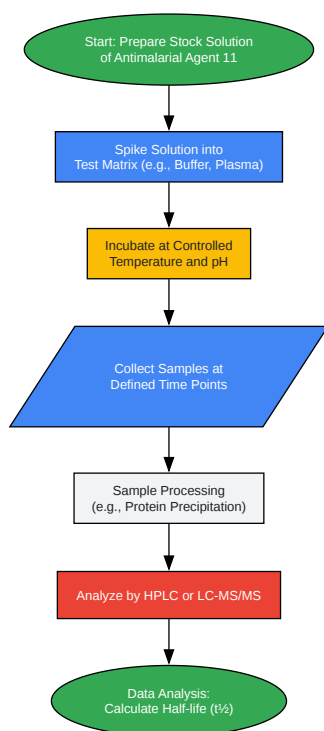 Start: Prepare Stock Solution
of Antimalarial Agent 11
Spike Solution into
Test Matrix (e.g., Buffer, Plasma)
Incubate at Controlled
Temperature and pH
Collect Samples at
Defined Time Points
Sample Processing
(e.g., Protein Precipitation)
Analyze by HPLC or LC-MS/MS
Data Analysis:
Calculate Half-life (t½)